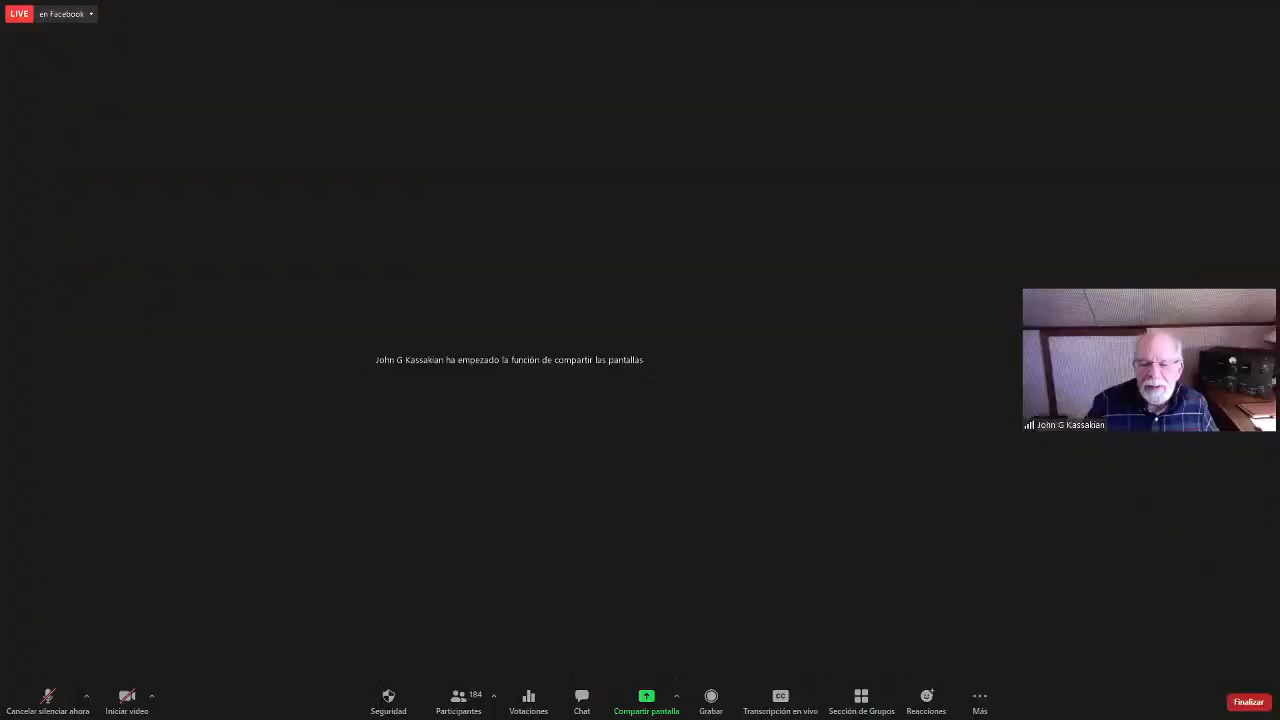 LIVE en Facebook
John G Kassakian ha empezado la función de compartir las pantallas
John G Kassakian
Cancelar silenciar ahora
Iniciar video
Seguridad
184
Participantes
Votaciones
Chat
Compartir pantalla
Grabar
CC
Transcripción en vivo
Sección de Grupos
Reacciones
Más
Finalizar